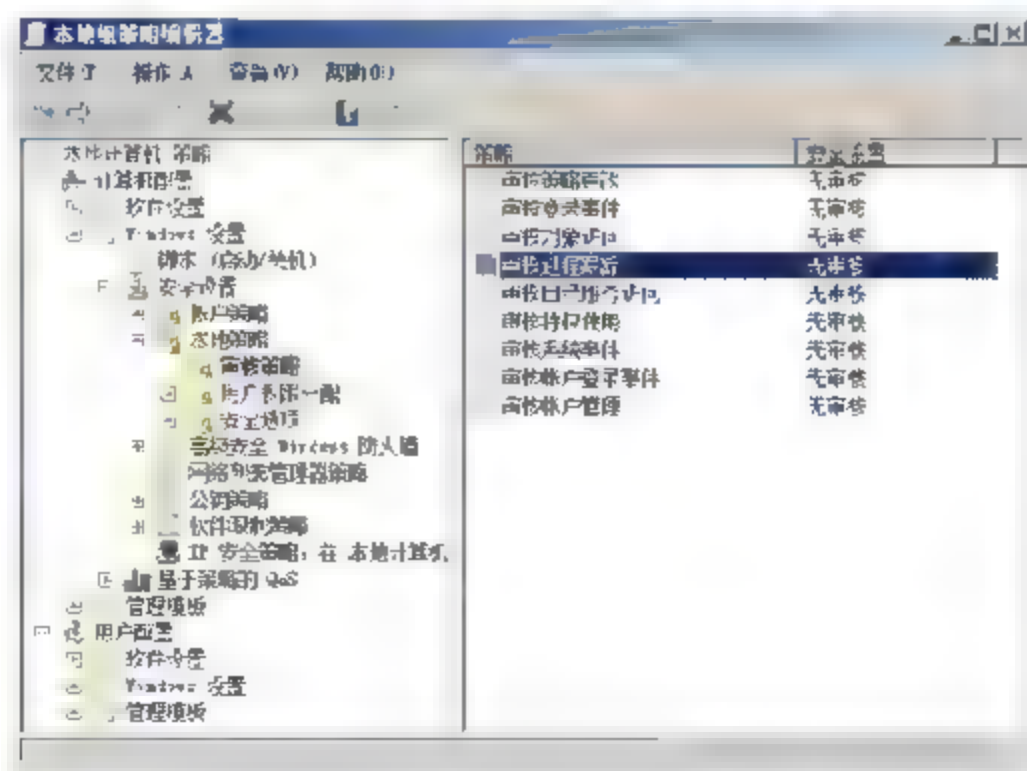 本地组策略编辑器
文件 操作 A 查看(V) 帮助(H)
本地计算机 策略
计算机配置
软件设置
Windows 设置
脚本 (启动/关机)
安全设置
帐户策略
本地策略
审核策略
用户权限分配
安全选项
高级安全 Windows 防火墙
网络列表管理器策略
公钥策略
软件限制策略
IP 安全策略，在 本地计算机
基于策略的 QoS
管理模板
用户配置
软件设置
Windows 设置
管理模板
策略 安全设置
审核策略更改 无审核
审核登录事件 无审核
审核对象访问 无审核
审核过程跟踪 无审核
审核目录服务访问 无审核
审核特权使用 无审核
审核系统事件 无审核
审核帐户登录事件 无审核
审核帐户管理 无审核